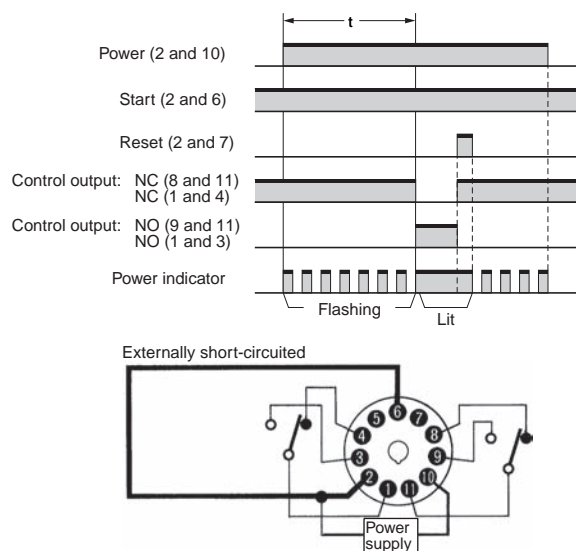 t
Power (2 and 10)
Start (2 and 6)
Reset (2 and 7)
Control output: NC (8 and 11)
NC (1 and 4)
Control output: NO (9 and 11)
NO (1 and 3)
Power indicator
Flashing
Lit
Externally short-circuited
6
5 7
4 8
3 9
2 10
1 11
Power
supply